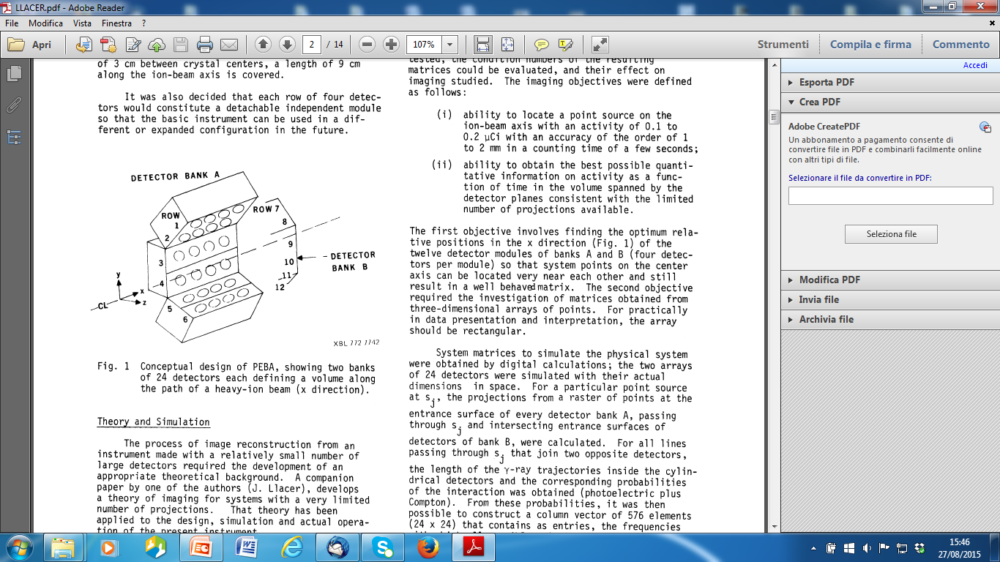 LLACER.pdf - Adobe Reader
File Modifica Vista Finestra ?
Apri
2 / 14
107%
Strumenti
Compila e firma
Commento
of 3 cm between crystal centers, a length of 9 cm
along the ion-beam axis is covered.
It was also decided that each row of four detec-
tors would constitute a detachable independent module
so that the basic instrument can be used in a dif-
ferent or expanded configuration in the future.
DETECTOR BANK A
ROW
1
2
3
4
5
6
ROW 7
8
9
10
11
12
DETECTOR
BANK B
y
x
z
CL
XBL 772 7742
Fig. 1 Conceptual design of PEBA, showing two banks
of 24 detectors each defining a volume along
the path of a heavy-ion beam (x direction).
Theory and Simulation
The process of image reconstruction from an
instrument made with a relatively small number of
large detectors required the development of an
appropriate theoretical background. A companion
paper by one of the authors (J. Llacer), develops
a theory of imaging for systems with a very limited
number of projections. That theory has been
applied to the design, simulation and actual opera-
tion of the present instrument
tested, the condition numbers of the resulting
matrices could be evaluated, and their effect on
imaging studied. The imaging objectives were defined
as follows:
(i) ability to locate a point source on the
ion-beam axis with an activity of 0.1 to
0.2 μCi with an accuracy of the order of 1
to 2 mm in a counting time of a few seconds;
(ii) ability to obtain the best possible quanti-
tative information on activity as a func-
tion of time in the volume spanned by the
detector planes consistent with the limited
number of projections available.
The first objective involves finding the optimum rela-
tive positions in the x direction (Fig. 1) of the
twelve detector modules of banks A and B (four detec-
tors per module) so that system points on the center
axis can be located very near each other and still
result in a well behaved matrix. The second objective
required the investigation of matrices obtained from
three-dimensional arrays of points. For practically
in data presentation and interpretation, the array
should be rectangular.
System matrices to simulate the physical system
were obtained by digital calculations; the two arrays
of 24 detectors were simulated with their actual
dimensions in space. For a particular point source
at sj, the projections from a raster of points at the
entrance surface of every detector bank A, passing
through sj and intersecting entrance surfaces of
detectors of bank B, were calculated. For all lines
passing through sj that join two opposite detectors,
the length of the γ-ray trajectories inside the cylin-
drical detectors and the corresponding probabilities
of the interaction was obtained (photoelectric plus
Compton). From these probabilities, it was then
possible to construct a column vector of 576 elements
(24 x 24) that contains as entries, the frequencies
Accedi
Esporta PDF
Crea PDF
Adobe CreatePDF
Un abbonamento a pagamento consente di
convertire file in PDF e combinarli facilmente online
con altri tipi di file.
Selezionare il file da convertire in PDF:
Seleziona file
Modifica PDF
Invia file
Archivia file
15:46
27/08/2015